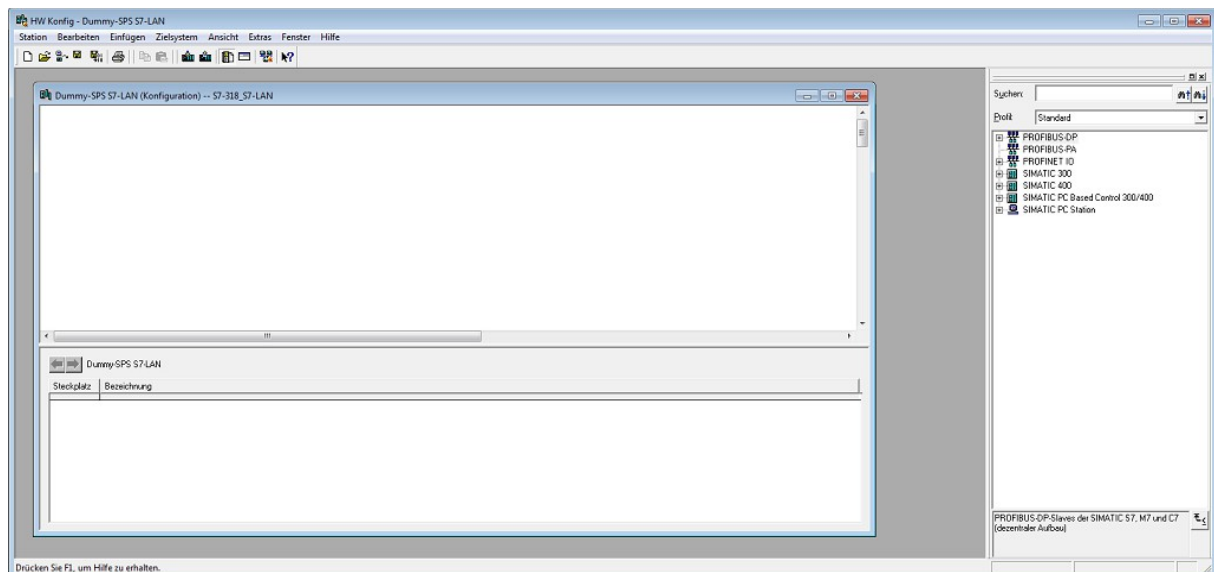 HW Konfig - Dummy-SPS S7-LAN
Station Bearbeiten Einfügen Zielsystem Ansicht Extras Fenster Hilfe
Dummy-SPS S7-LAN (Konfiguration) -- S7-318_S7-LAN
Dummy-SPS S7-LAN
Steckplatz Bezeichnung
Suchen:
Profil: Standard
PROFIBUS-DP
PROFIBUS-PA
PROFINET IO
SIMATIC 300
SIMATIC 400
SIMATIC PC Based Control 300/400
SIMATIC PC Station
PROFIBUS-DP-Slaves der SIMATIC S7, M7 und C7
(dezentraler Aufbau)
Drücken Sie F1, um Hilfe zu erhalten.